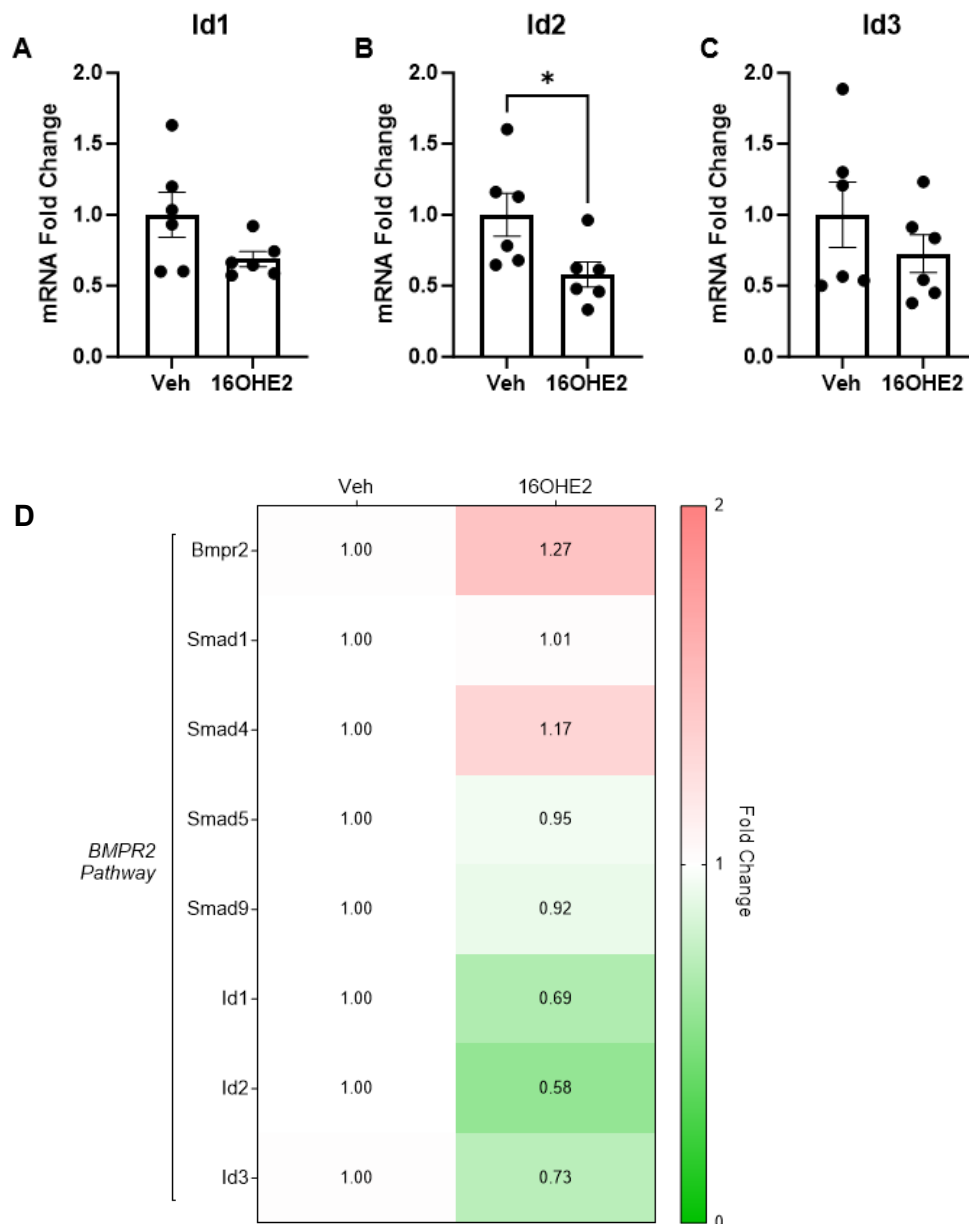 Id1
Id2
Id3
A
B
C
mRNA Fold Change
2.0
1.5
1.0
0.5
0.0
Veh
16OHE2
mRNA Fold Change
2.0
1.5
1.0
0.5
0.0
*
Veh
16OHE2
mRNA Fold Change
2.0
1.5
1.0
0.5
0.0
Veh
16OHE2
D
Veh
16OHE2
BMPR2
Pathway
Bmpr2
1.00
1.27
Smad1
1.00
1.01
Smad4
1.00
1.17
Smad5
1.00
0.95
Smad9
1.00
0.92
Id1
1.00
0.69
Id2
1.00
0.58
Id3
1.00
0.73
2
1
0
Fold Change